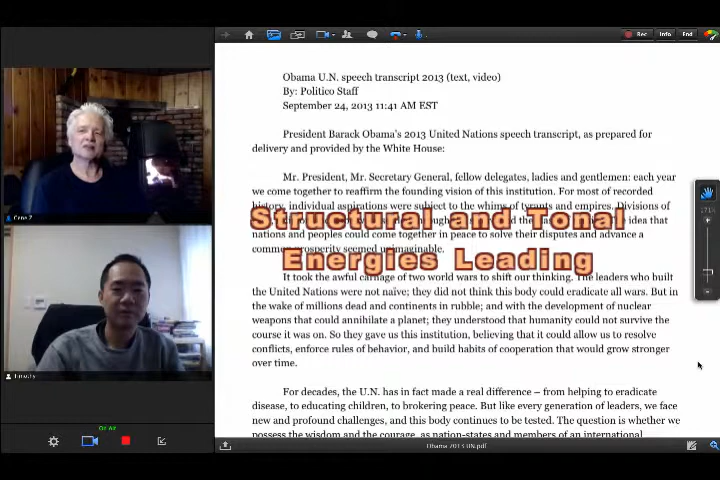 Rec Info End
Obama U.N. speech transcript 2013 (text, video)
By: Politico Staff
September 24, 2013 11:41 AM EST
President Barack Obama's 2013 United Nations speech transcript, as prepared for
delivery and provided by the White House:
Mr. President, Mr. Secretary General, fellow delegates, ladies and gentlemen: each year
we come together to reaffirm the founding vision of this institution. For most of recorded
history, individual aspirations were subject to the whims of tyrants and empires. Divisions of
Structural and Tonal
idea that
nations and peoples could come together in peace to solve their disputes and advance a
common prosperity seemed unimaginable.
Energies Leading
It took the awful carnage of two world wars to shift our thinking. The leaders who built
the United Nations were not naïve; they did not think this body could eradicate all wars. But in
the wake of millions dead and continents in rubble; and with the development of nuclear
weapons that could annihilate a planet; they understood that humanity could not survive the
course it was on. So they gave us this institution, believing that it could allow us to resolve
conflicts, enforce rules of behavior, and build habits of cooperation that would grow stronger
over time.
For decades, the U.N. has in fact made a real difference – from helping to eradicate
disease, to educating children, to brokering peace. But like every generation of leaders, we face
new and profound challenges, and this body continues to be tested. The question is whether we
possess the wisdom and the courage, as nation-states and members of an international
Gene Z
Timothy
On Air
171%
Obama 2013 UN.pdf